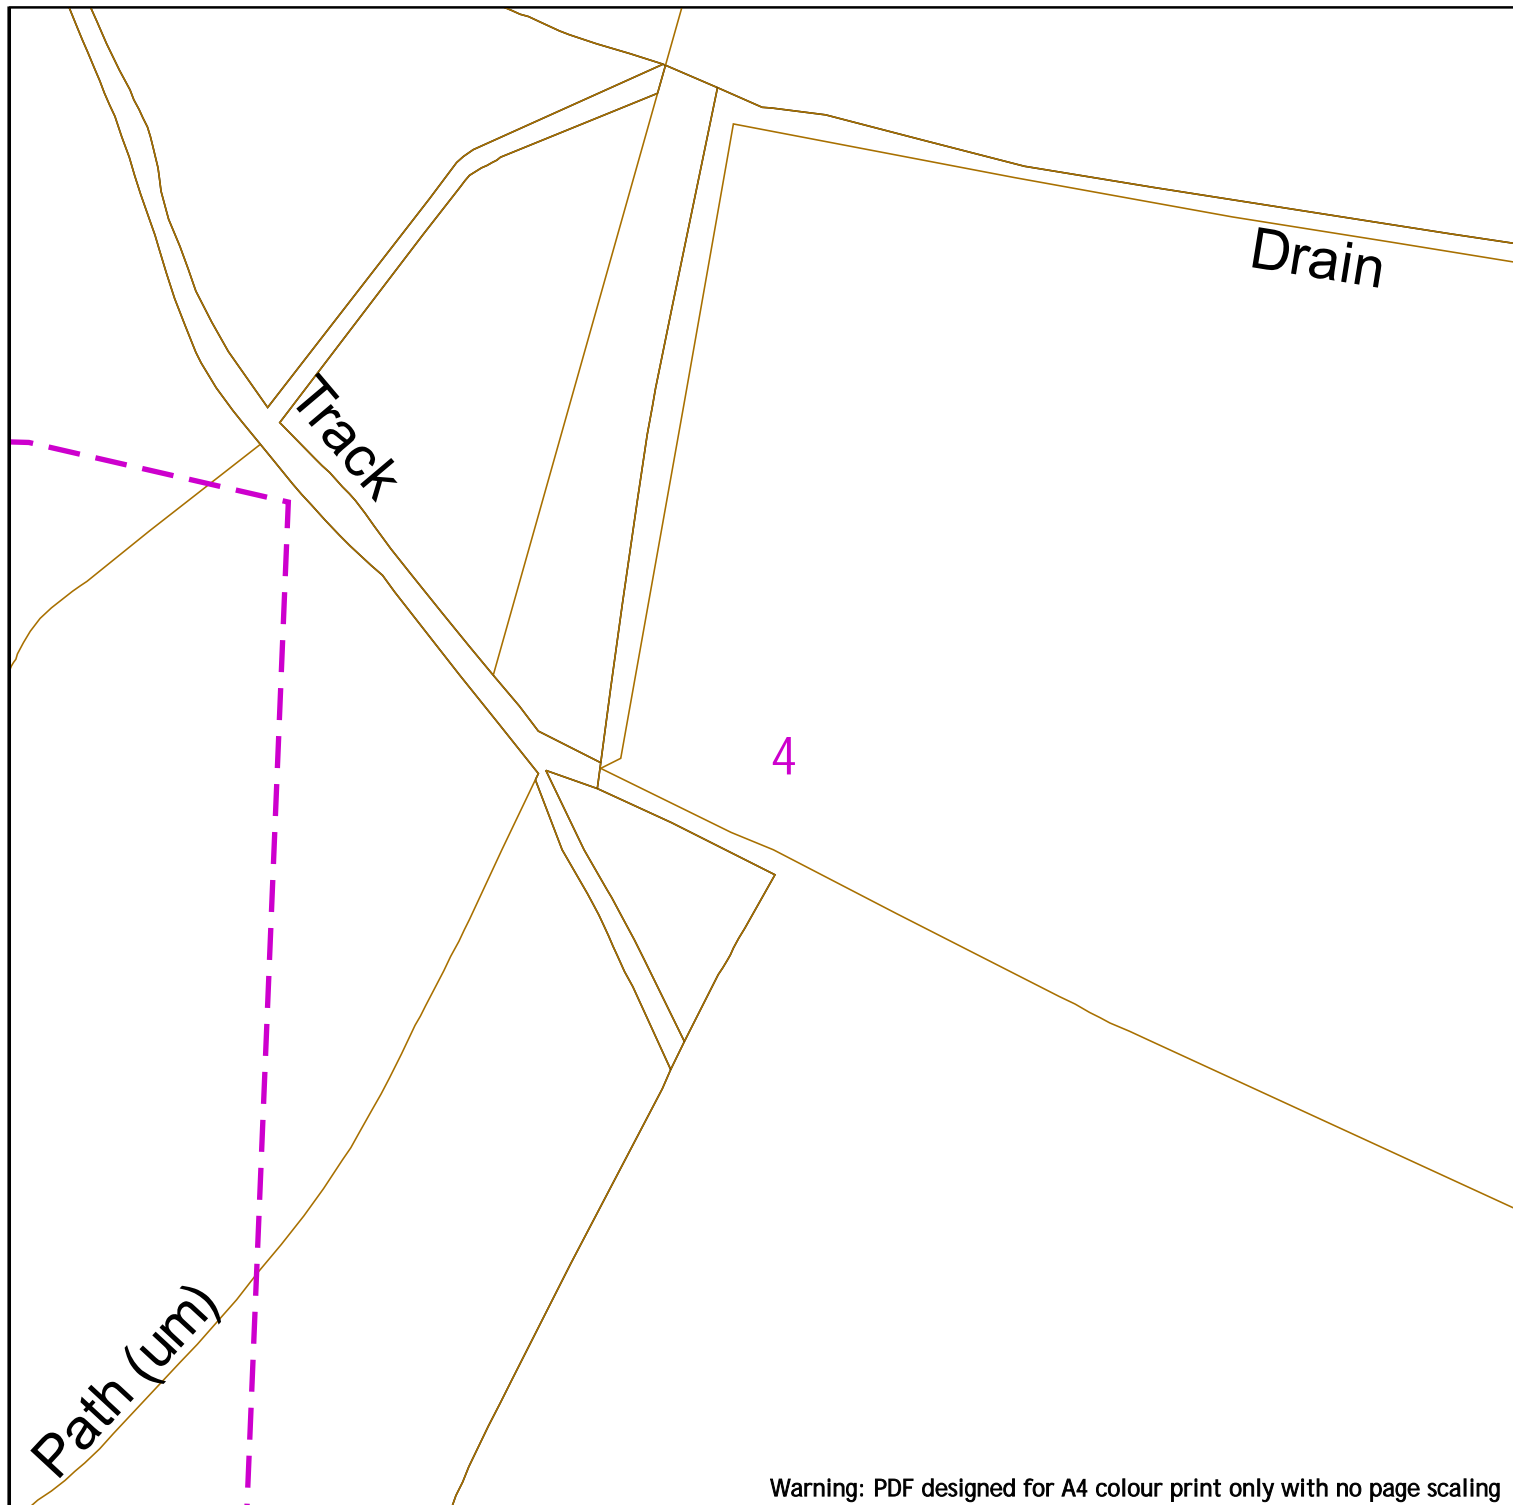 Drain
Track
4
Path (um)
Warning: PDF designed for A4 colour print only with no page scaling